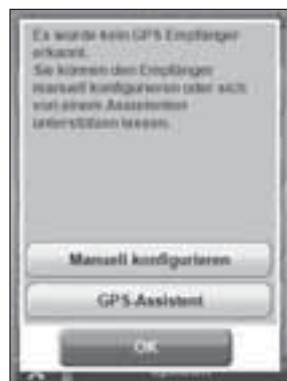 Es wurde kein GPS Empfänger
erkannt.
Sie können den Empfänger
manuell konfigurieren oder sich
von einem Assistenten
unterstützen lassen.
Manuell konfigurieren
GPS-Assistent
OK